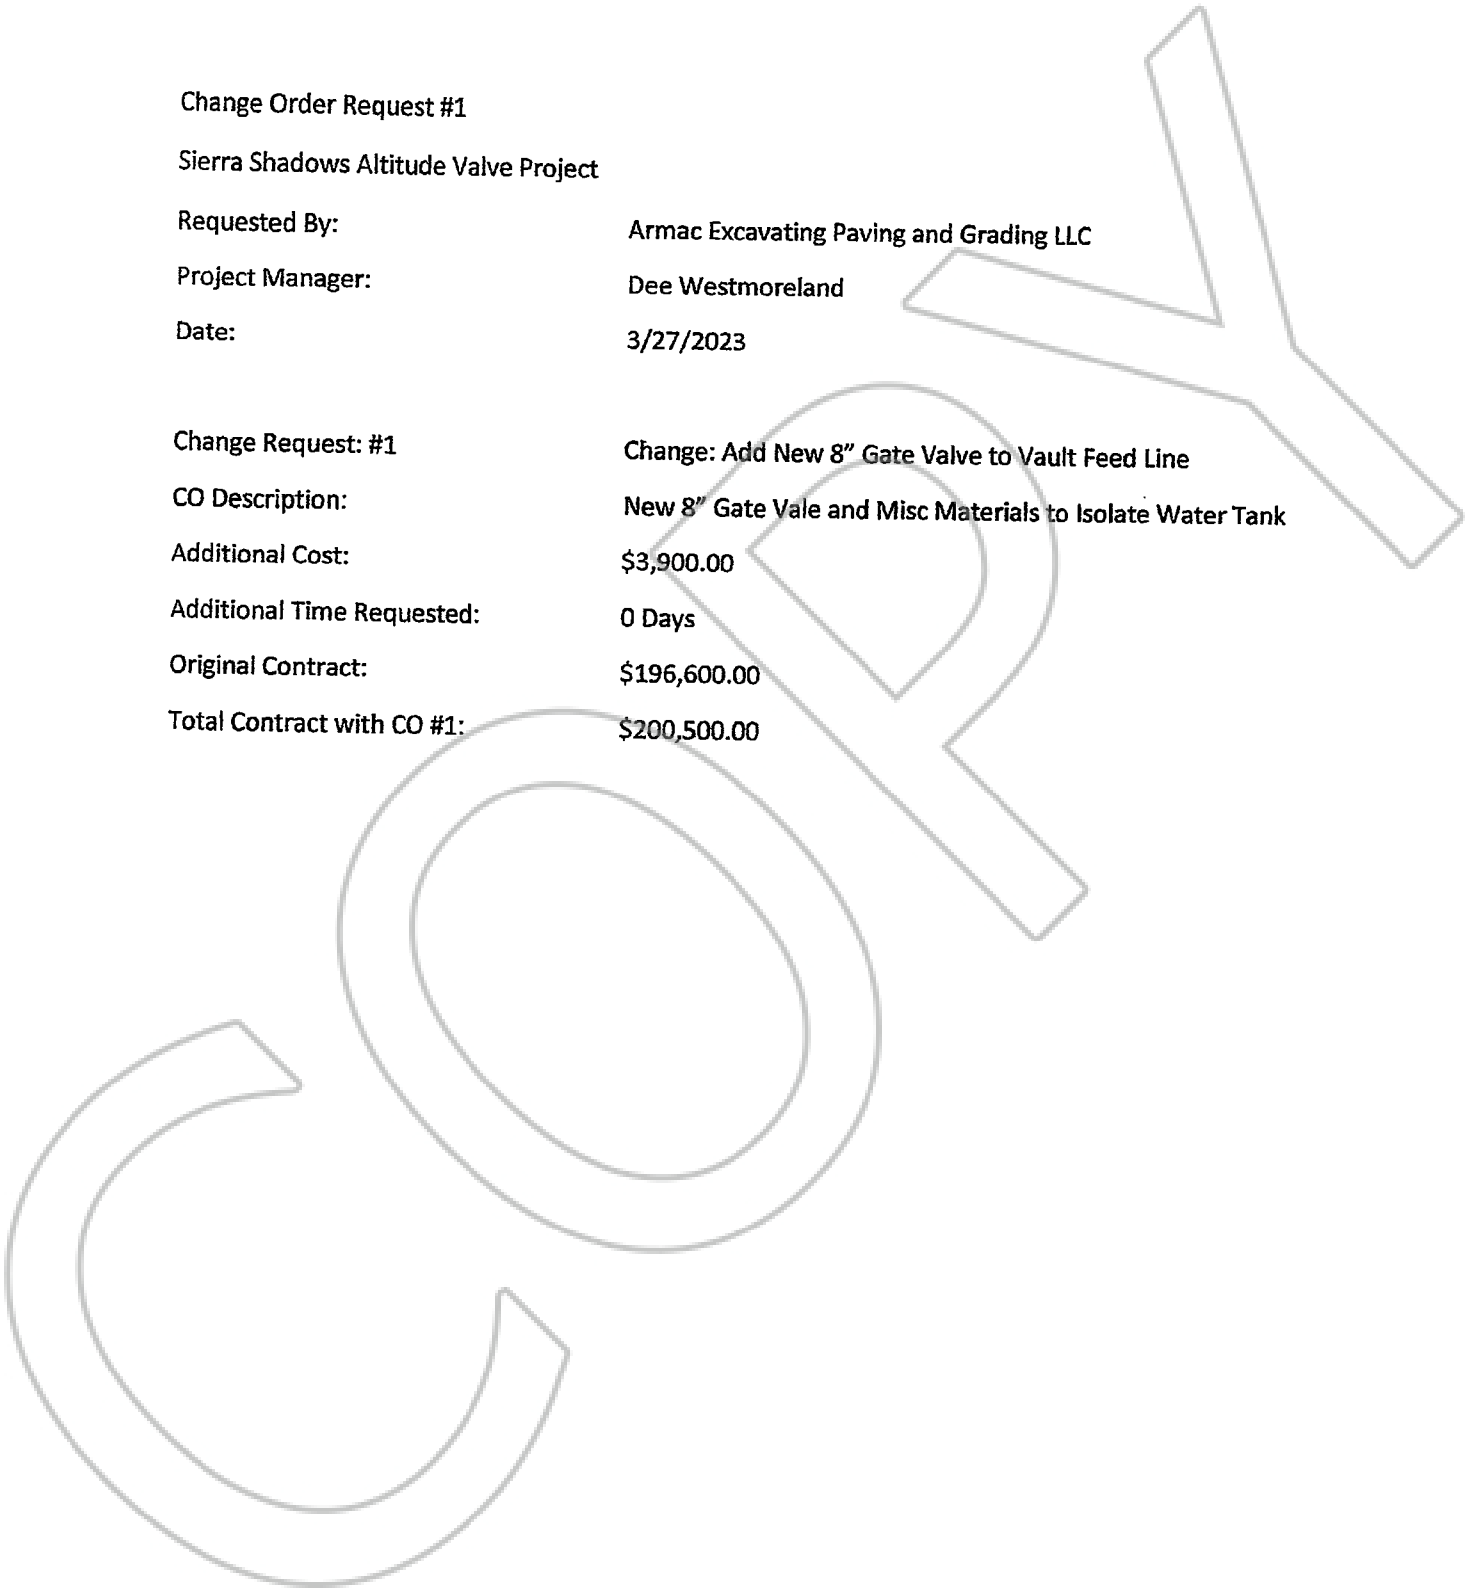 Change Order Request #1
Sierra Shadows Altitude Valve Project
Requested By: Armac Excavating Paving and Grading LLC
Project Manager: Dee Westmoreland
Date: 3/27/2023
Change Request: #1 Change: Add New 8" Gate Valve to Vault Feed Line
CO Description: New 8" Gate Vale and Misc Materials to Isolate Water Tank
Additional Cost: $3,900.00
Additional Time Requested: 0 Days
Original Contract: $196,600.00
Total Contract with CO #1: $200,500.00
COPY